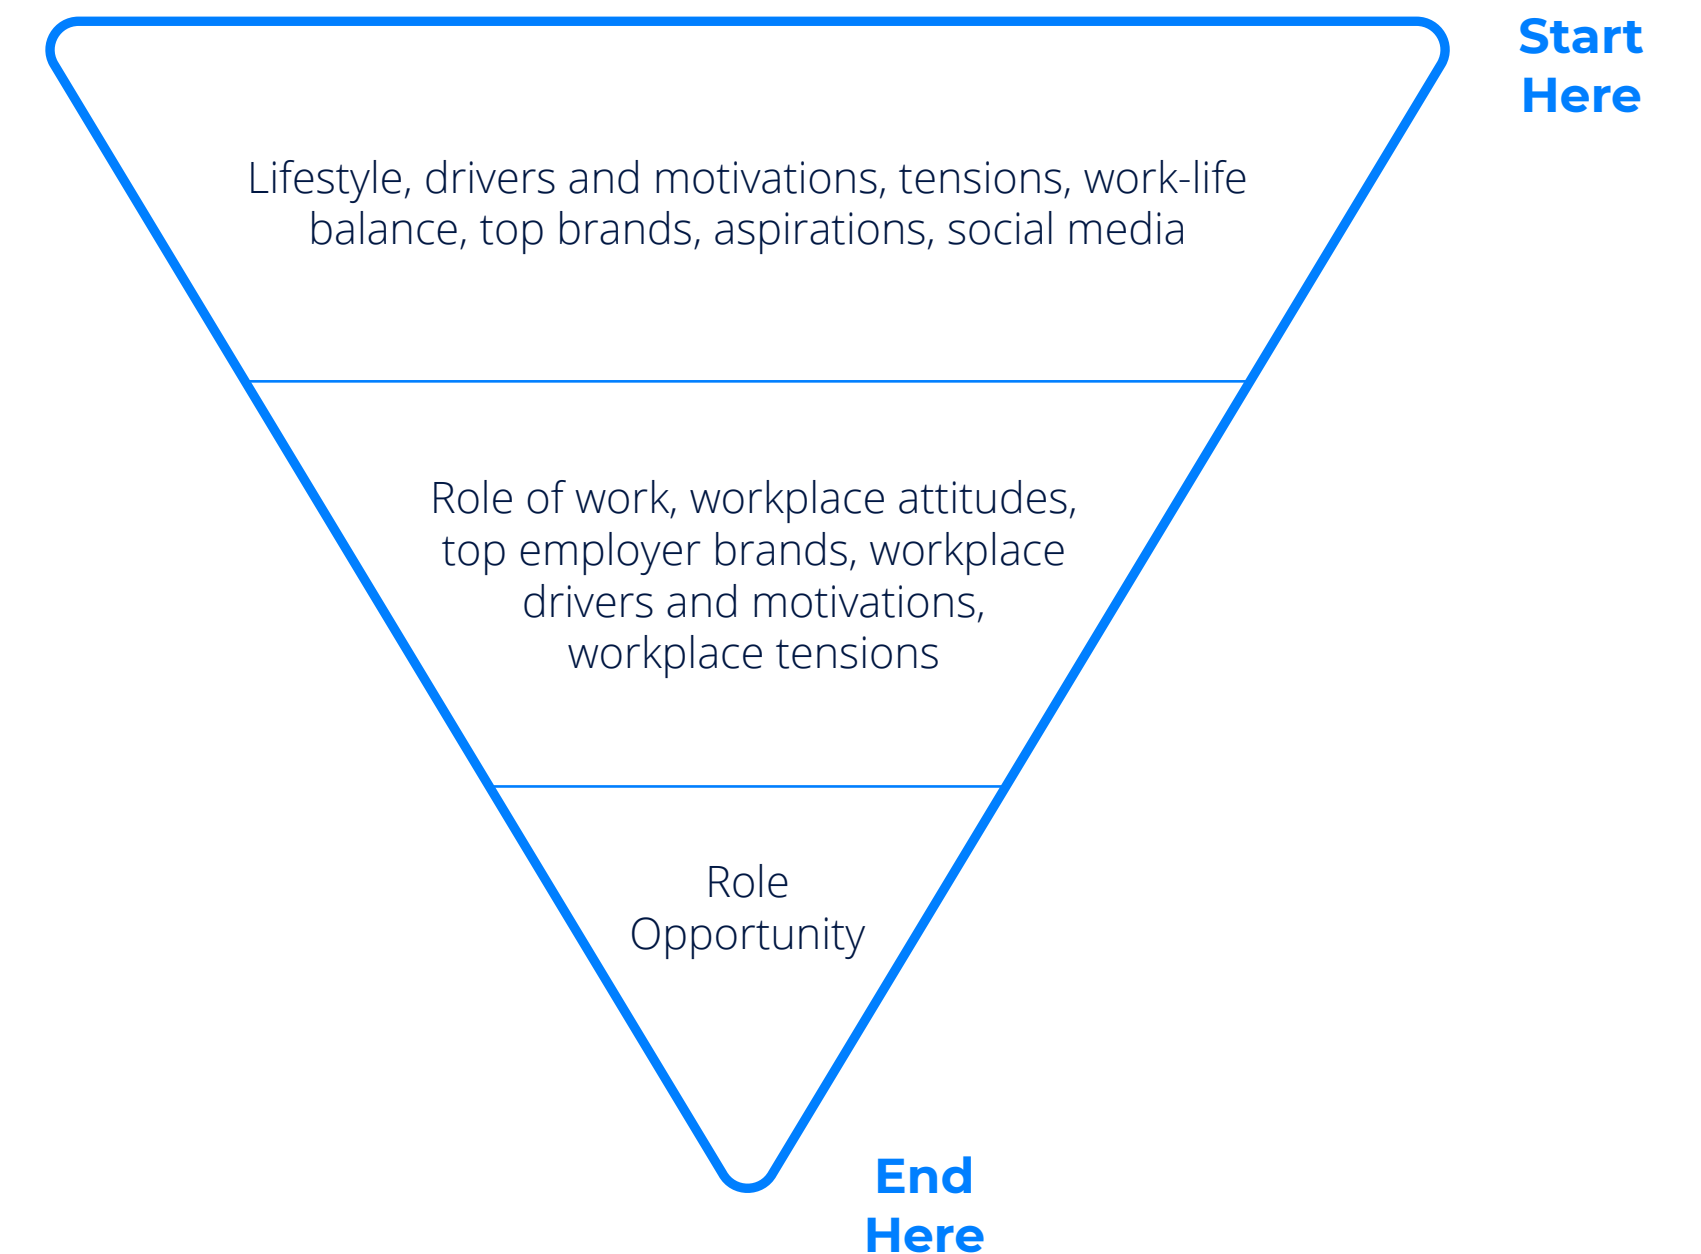 Start
Here
Lifestyle, drivers and motivations, tensions, work-life
balance, top brands, aspirations, social media
Role of work, workplace attitudes,
top employer brands, workplace
drivers and motivations,
workplace tensions
Role
Opportunity
End
Here